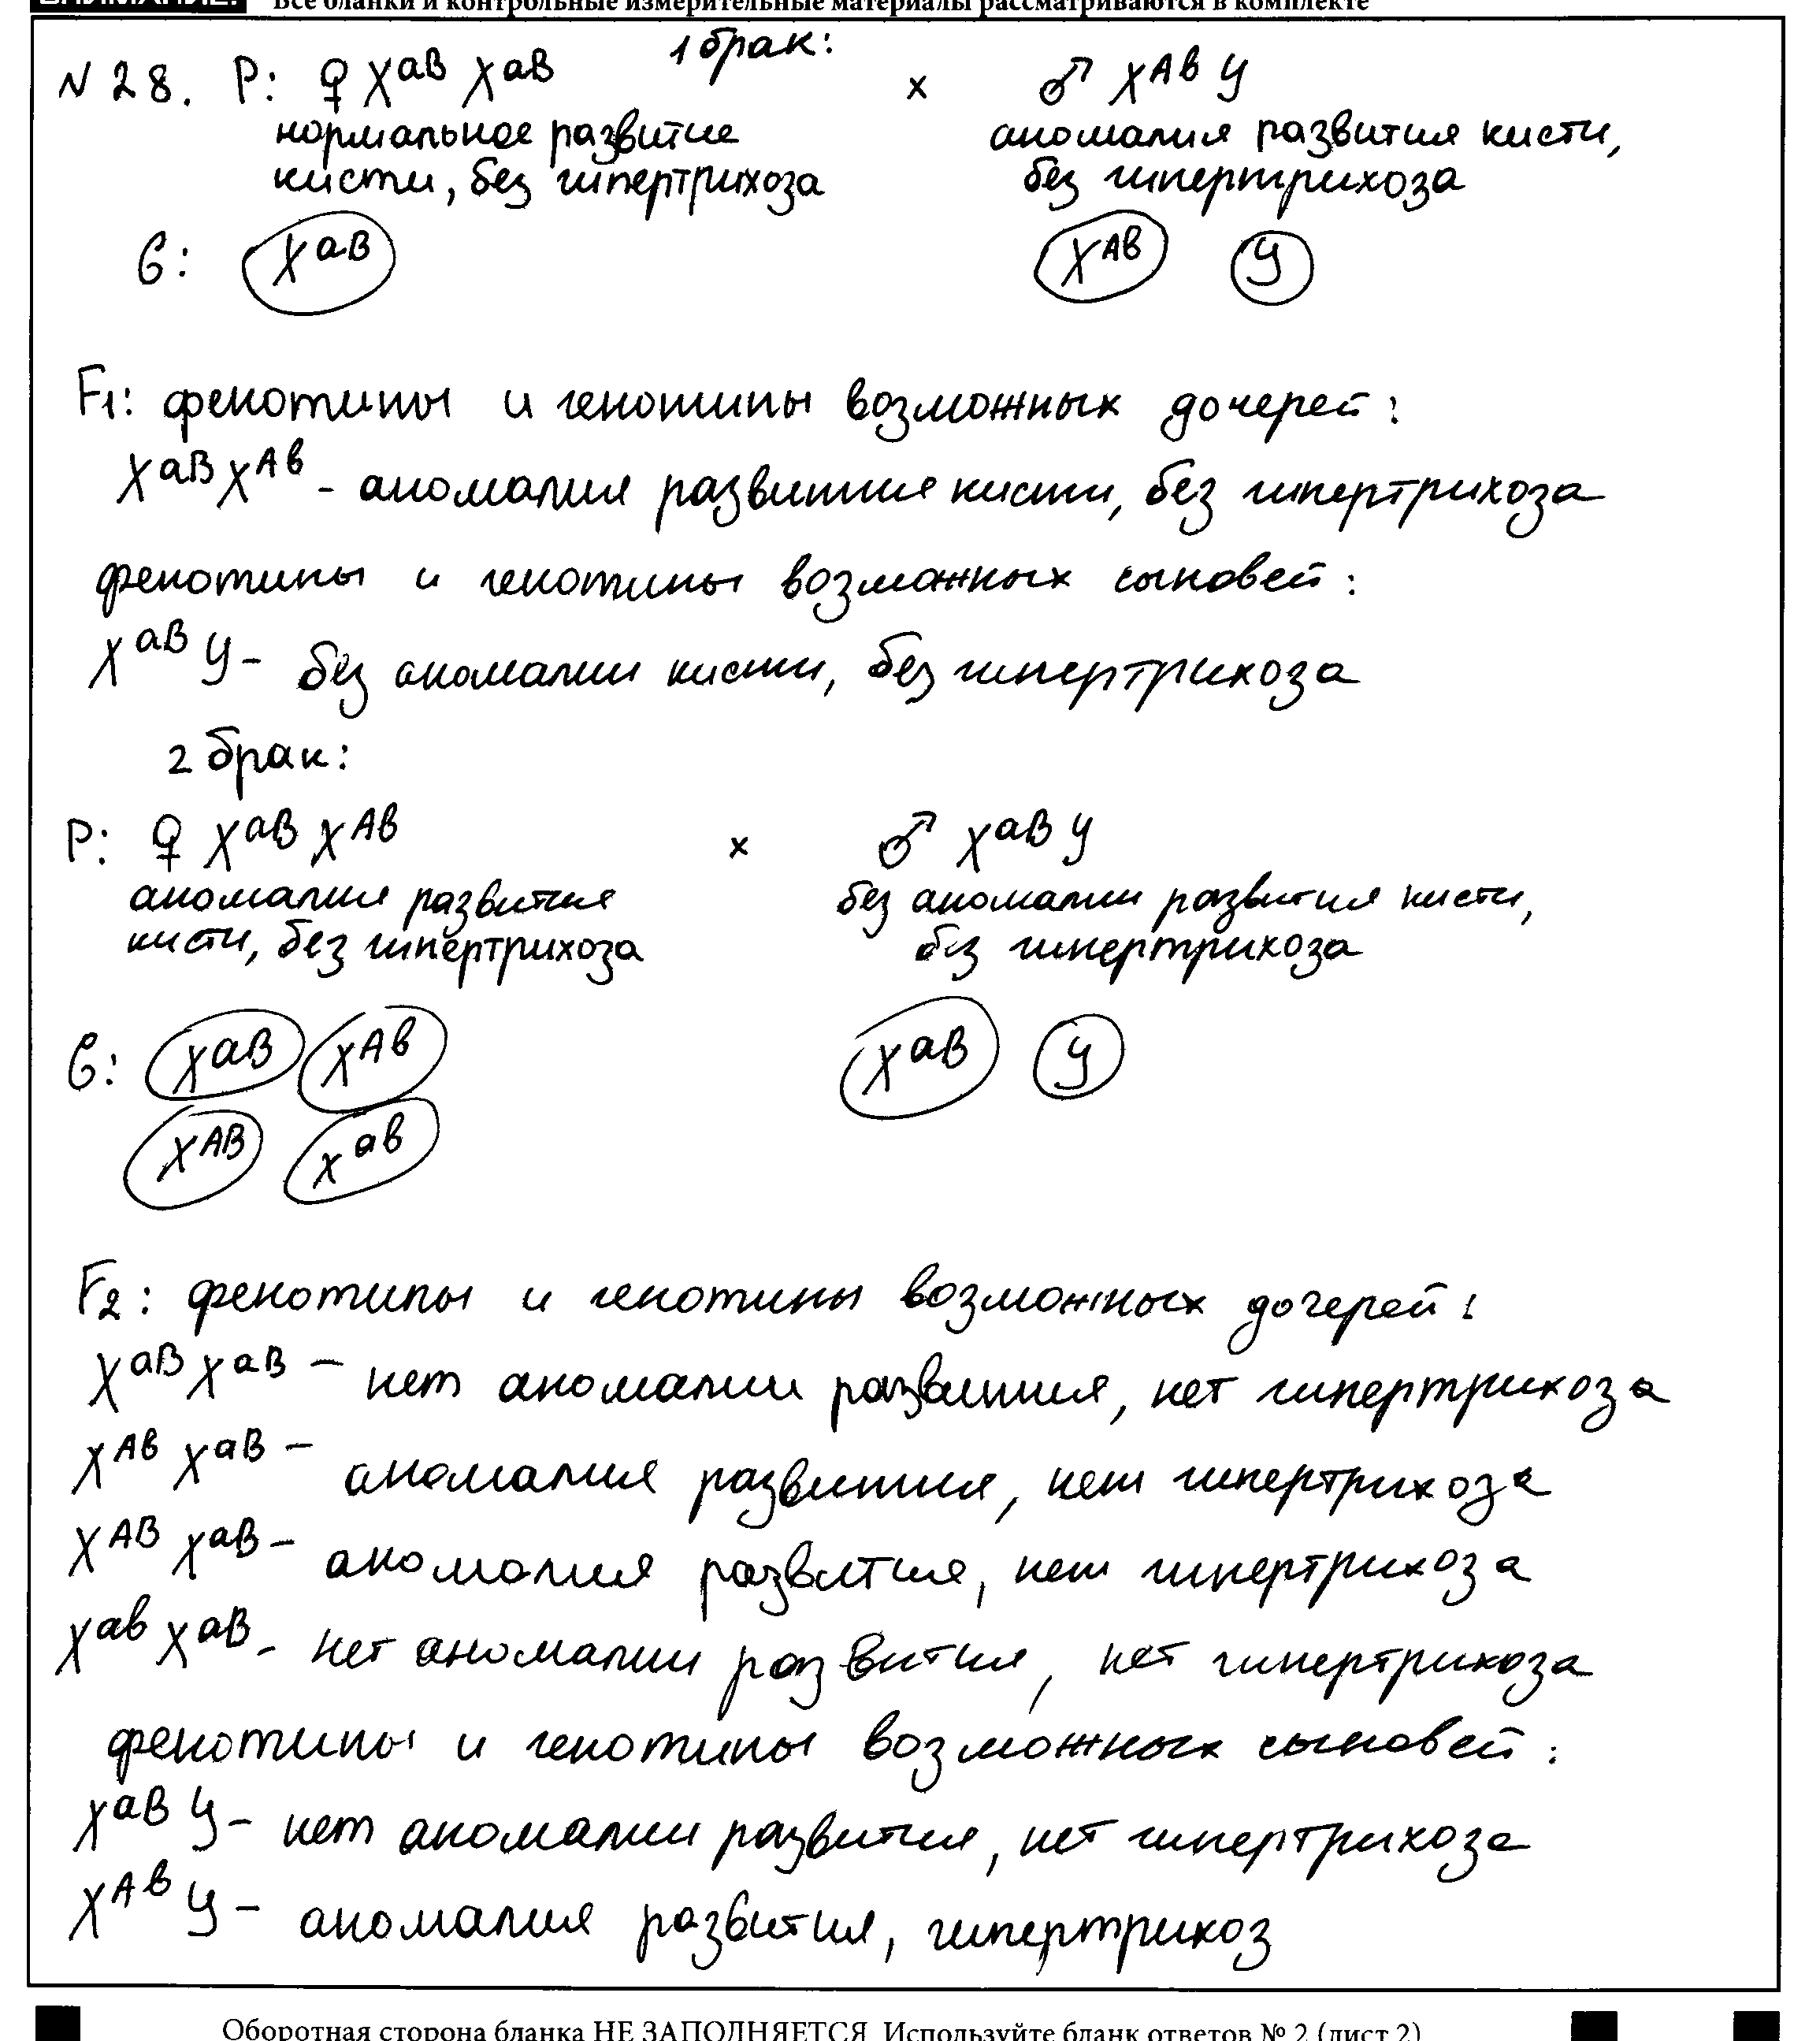 Все бланки и контрольные измерительные материалы рассматриваются в комплекте
1 брак:
N 28. P: ♀ X^aB X^aB × ♂ X^Ab У
нормальное развитие
кисти, без гипертрихоза
аномалия развития кисти,
без гипертрихоза
G: X^aB X^Ab У
F1: фенотипы и генотипы возможных дочерей:
X^aB X^Ab - аномалия развития кисти, без гипертрихоза
фенотипы и генотипы возможных сыновей:
X^aB У - без аномалии кисти, без гипертрихоза
2 брак:
P: ♀ X^aB X^Ab × ♂ X^aB У
аномалия развития
кисти, без гипертрихоза
без аномалии развития кисти,
без гипертрихоза
G: X^aB X^Ab X^aB У
X^AB X^ab
F2: фенотипы и генотипы возможных дочерей:
X^aB X^aB - нет аномалии развития, нет гипертрихоза
X^Ab X^aB - аномалия развития, нет гипертрихоза
X^AB X^aB - аномалия развития, нет гипертрихоза
X^ab X^aB - нет аномалии развития, нет гипертрихоза
фенотипы и генотипы возможных сыновей:
X^aB У - нет аномалии развития, нет гипертрихоза
X^Ab У - аномалия развития, гипертрихоз
Оборотная сторона бланка НЕ ЗАПОЛНЯЕТСЯ. Используйте бланк ответов № 2 (лист 2)